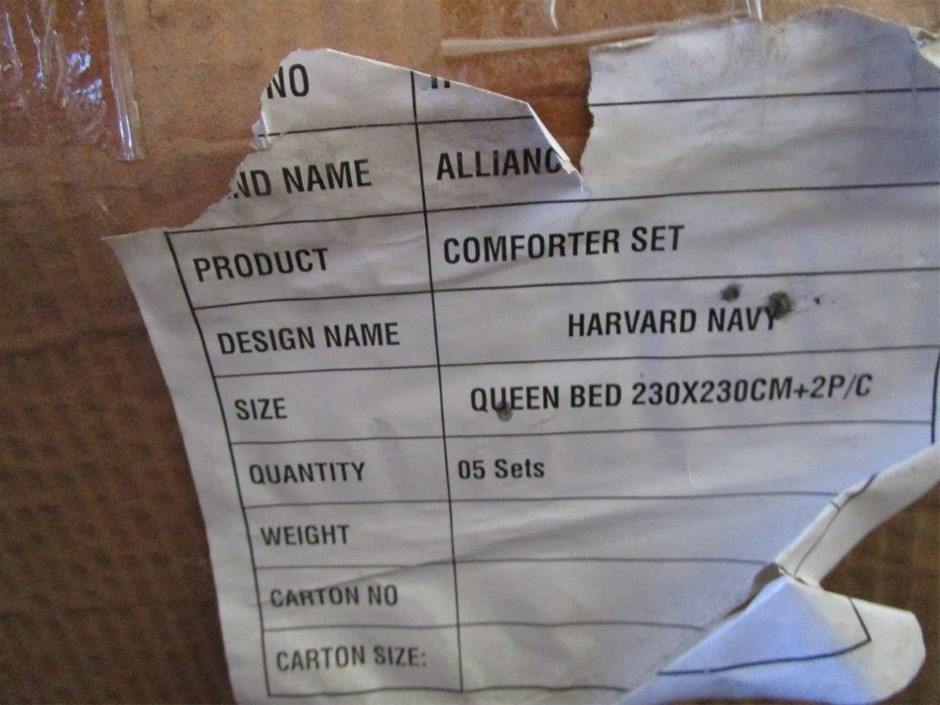 NO
ND NAME ALLIANC
PRODUCT COMFORTER SET
DESIGN NAME HARVARD NAVY
SIZE QUEEN BED 230X230CM+2P/C
QUANTITY 05 Sets
WEIGHT
CARTON NO
CARTON SIZE: